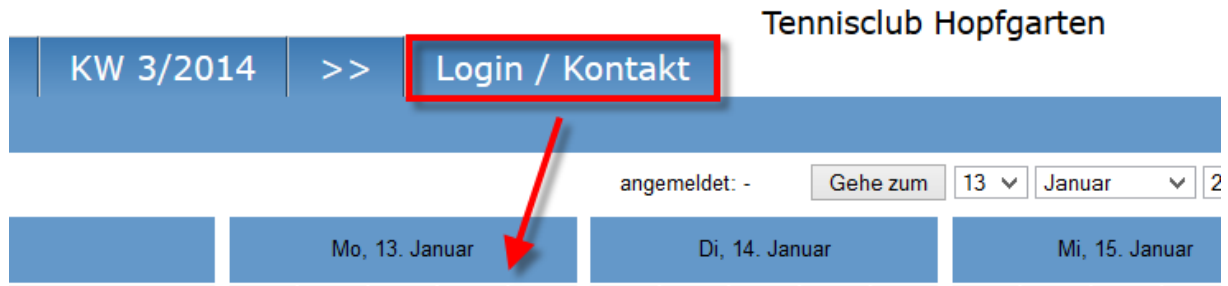 Tennisclub Hopfgarten
KW 3/2014 >> Login / Kontakt
angemeldet: - Gehe zum 13 Januar 2
Mo, 13. Januar Di, 14. Januar Mi, 15. Januar